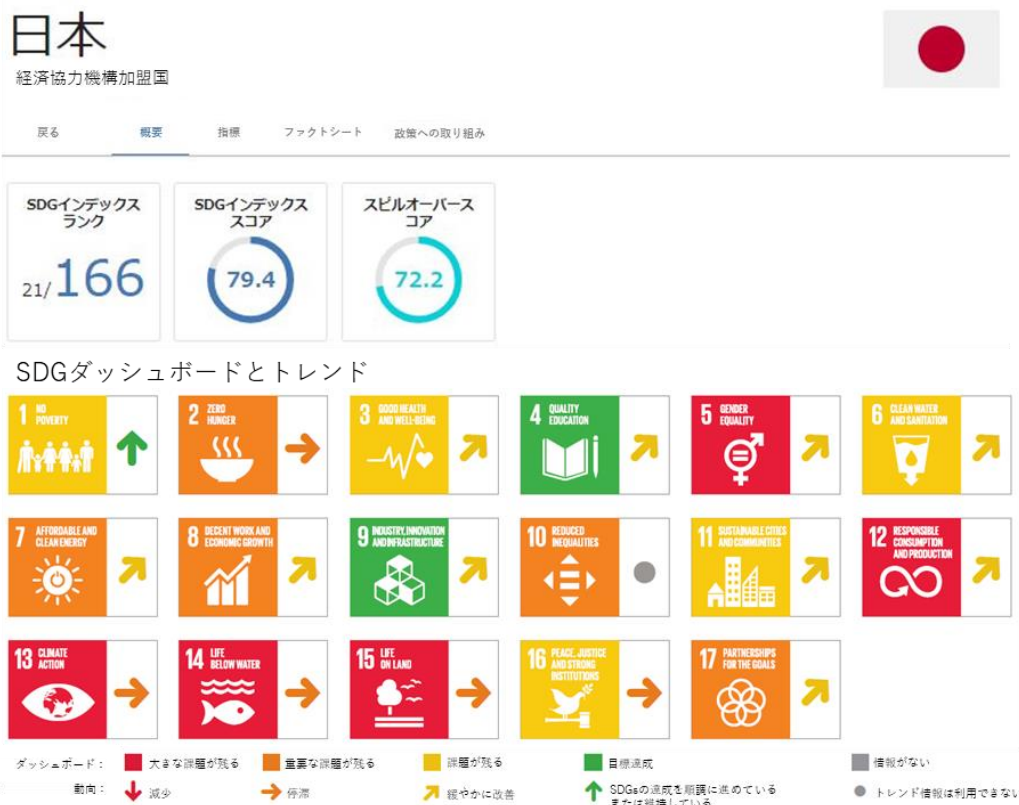 日本
経済協力機構加盟国
戻る 概要 指標 ファクトシート 政策への取り組み
SDGインデックス
ランク
21/166
SDGインデックス
スコア
79.4
スピルオーバース
コア
72.2
SDGダッシュボードとトレンド
1 NO
POVERTY
2 ZERO
HUNGER
3 GOOD HEALTH
AND WELL-BEING
4 QUALITY
EDUCATION
5 GENDER
EQUALITY
6 CLEAN WATER
AND SANITATION
7 AFFORDABLE AND
CLEAN ENERGY
8 DECENT WORK AND
ECONOMIC GROWTH
9 INDUSTRY, INNOVATION
AND INFRASTRUCTURE
10 REDUCED
INEQUALITIES
11 SUSTAINABLE CITIES
AND COMMUNITIES
12 RESPONSIBLE
CONSUMPTION
AND PRODUCTION
13 CLIMATE
ACTION
14 LIFE
BELOW WATER
15 LIFE
ON LAND
16 PEACE, JUSTICE
AND STRONG
INSTITUTIONS
17 PARTNERSHIPS
FOR THE GOALS
ダッシュボード： 大きな課題が残る 重要な課題が残る 課題が残る 目標達成 情報がない
動向： 減少 停滞 緩やかに改善 SDGsの達成を順調に進めている
または維持している
トレンド情報は利用できない